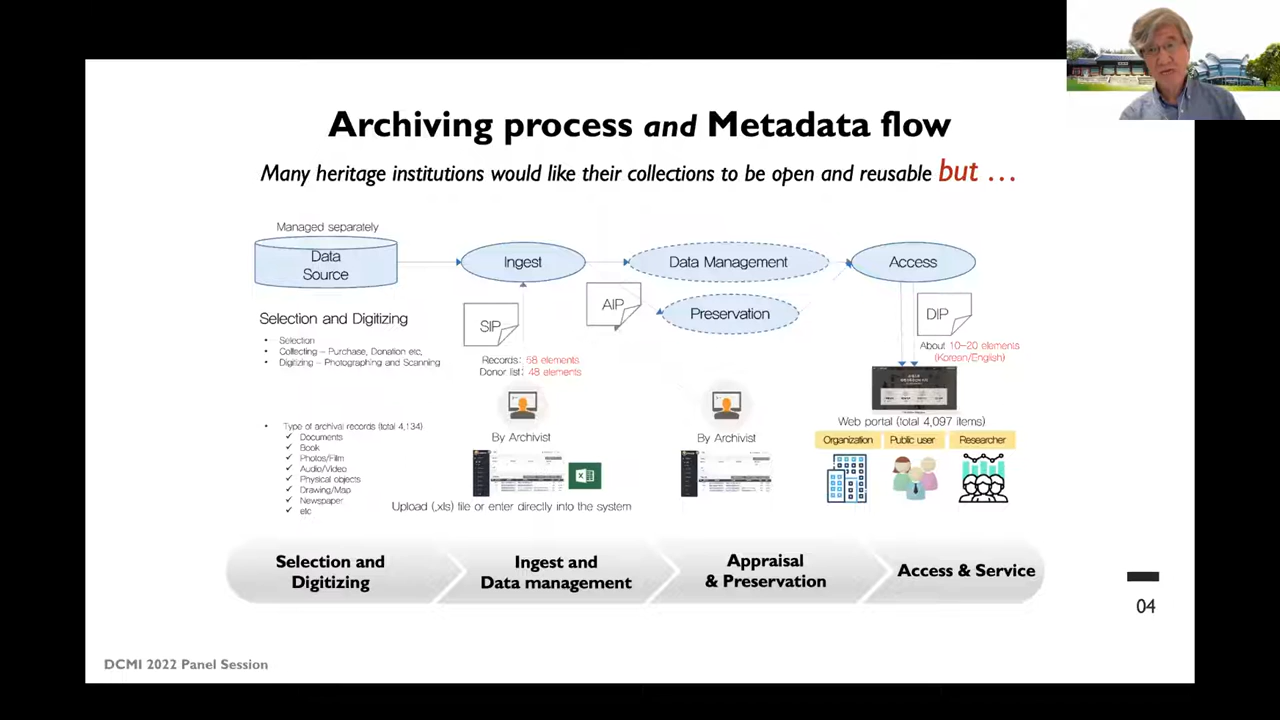 Archiving process and Metadata flow
Many heritage institutions would like their collections to be open and reusable but …
Managed separately
Data
Source
Ingest
Data Management
Access
Preservation
SIP
AIP
DIP
Selection and Digitizing
• Selection
• Collecting – Purchase, Donation etc,
• Digitizing – Photographing and Scanning
Records: 58 elements
Donor list: 48 elements
About 10-20 elements
(Korean/English)
By Archivist
By Archivist
Web portal (total 4,097 items)
Organization
Public user
Researcher
• Type of archival records (total 4,134)
✓ Documents
✓ Book
✓ Photos/Film
✓ Audio/Video
✓ Physical objects
✓ Drawing/Map
✓ Newspaper
✓ etc
Upload (.xls) file or enter directly into the system
Selection and
Digitizing
Ingest and
Data management
Appraisal
& Preservation
Access & Service
04
DCMI 2022 Panel Session